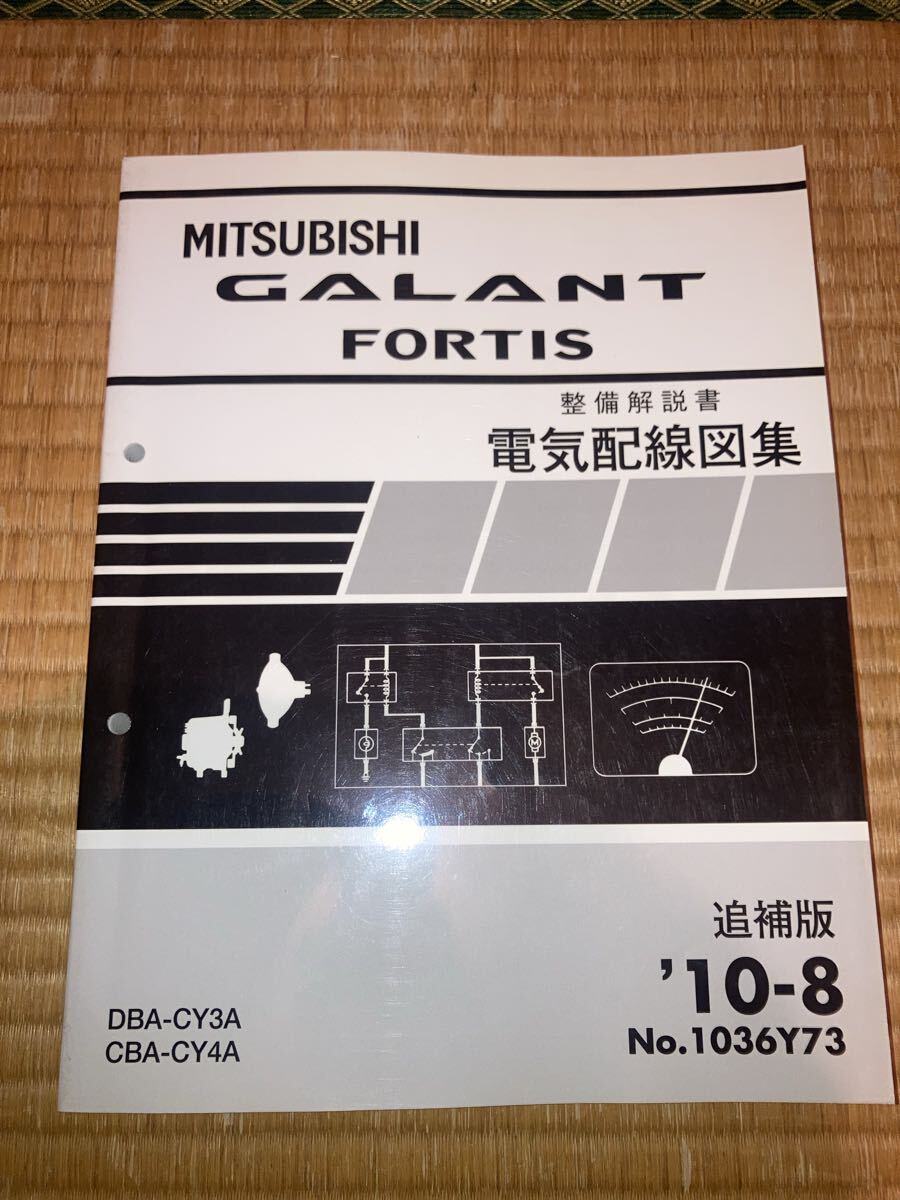 MITSUBISHI
GALANT
FORTIS
整備解説書
電気配線図集
G
M
追補版
'10-8
No.1036Y73
DBA-CY3A
CBA-CY4A